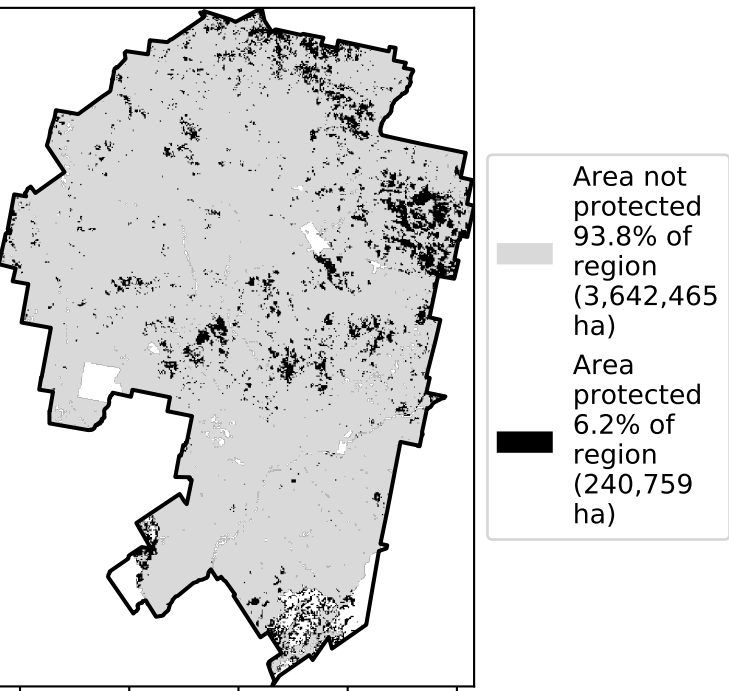 Area not
protected
93.8% of
region
(3,642,465
ha)
Area
protected
6.2% of
region
(240,759
ha)